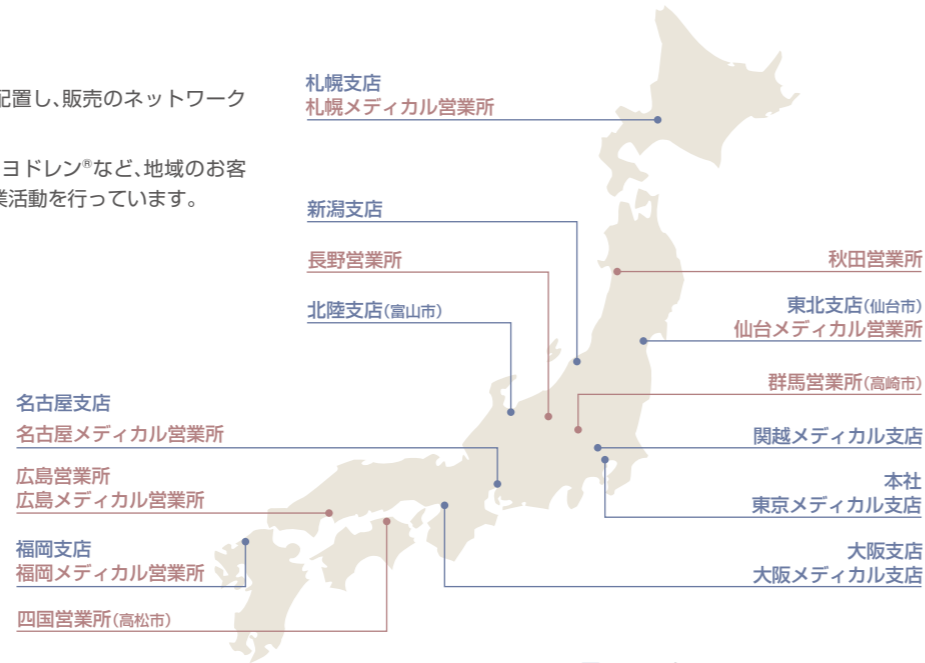 配置し、販売のネットワーク
ヨドレン®など、地域のお客
業活動を行っています。
札幌支店
札幌メディカル営業所
新潟支店
長野営業所
北陸支店(富山市)
名古屋支店
名古屋メディカル営業所
広島営業所
広島メディカル営業所
福岡支店
福岡メディカル営業所
四国営業所(高松市)
秋田営業所
東北支店(仙台市)
仙台メディカル営業所
群馬営業所(高崎市)
関越メディカル支店
本社
東京メディカル支店
大阪支店
大阪メディカル支店